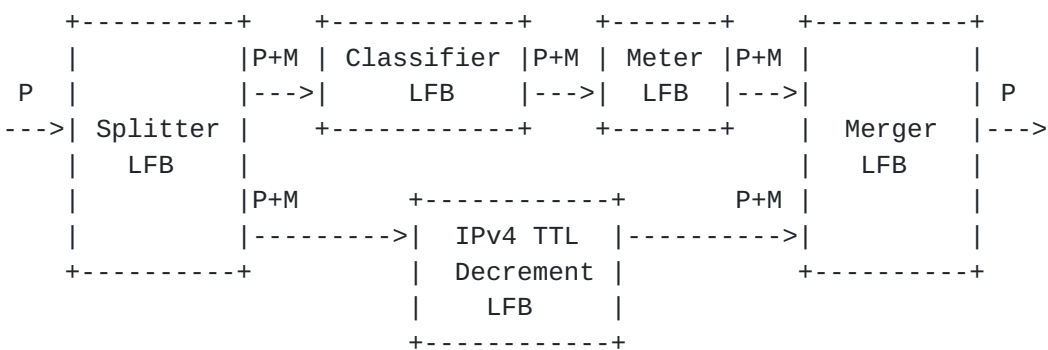 P+M Classifier P+M Meter P+M
P LFB LFB P
Splitter Merger
LFB LFB
P+M P+M
IPv4 TTL
Decrement
LFB